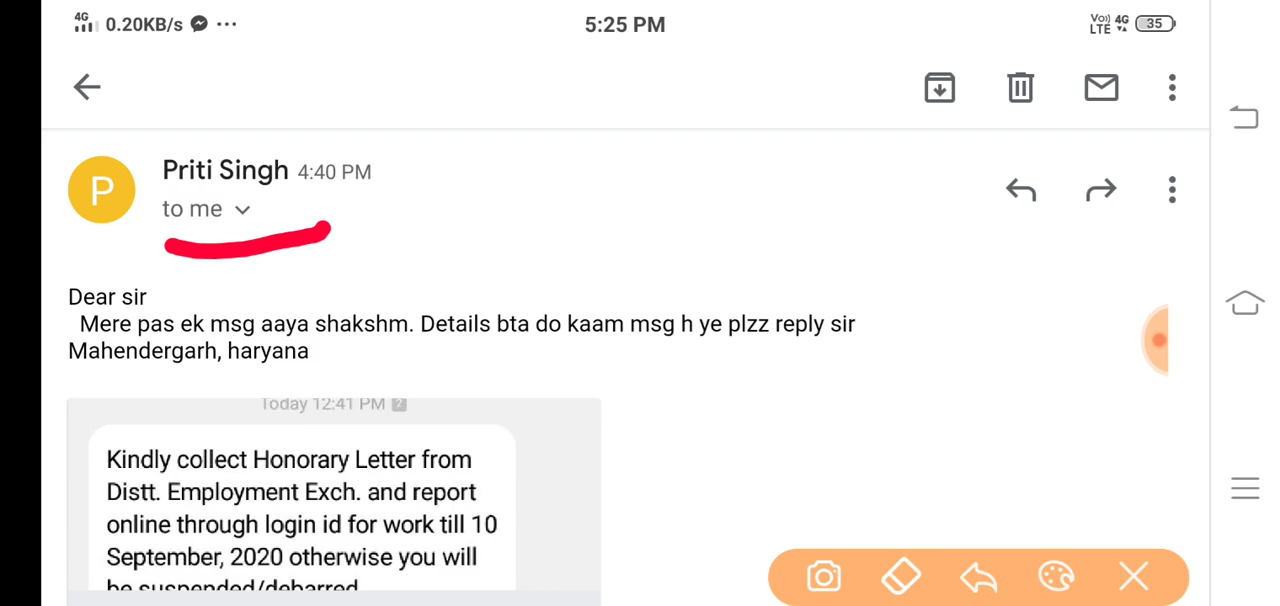 4G 0.20KB/s ...
5:25 PM
Vo)) LTE 4G 35
P
Priti Singh 4:40 PM
to me
Dear sir
Mere pas ek msg aaya shakshm. Details bta do kaam msg h ye plzz reply sir
Mahendergarh, haryana
Today 12:41 PM ?
Kindly collect Honorary Letter from
Distt. Employment Exch. and report
online through login id for work till 10
September, 2020 otherwise you will
be suspended/debarred